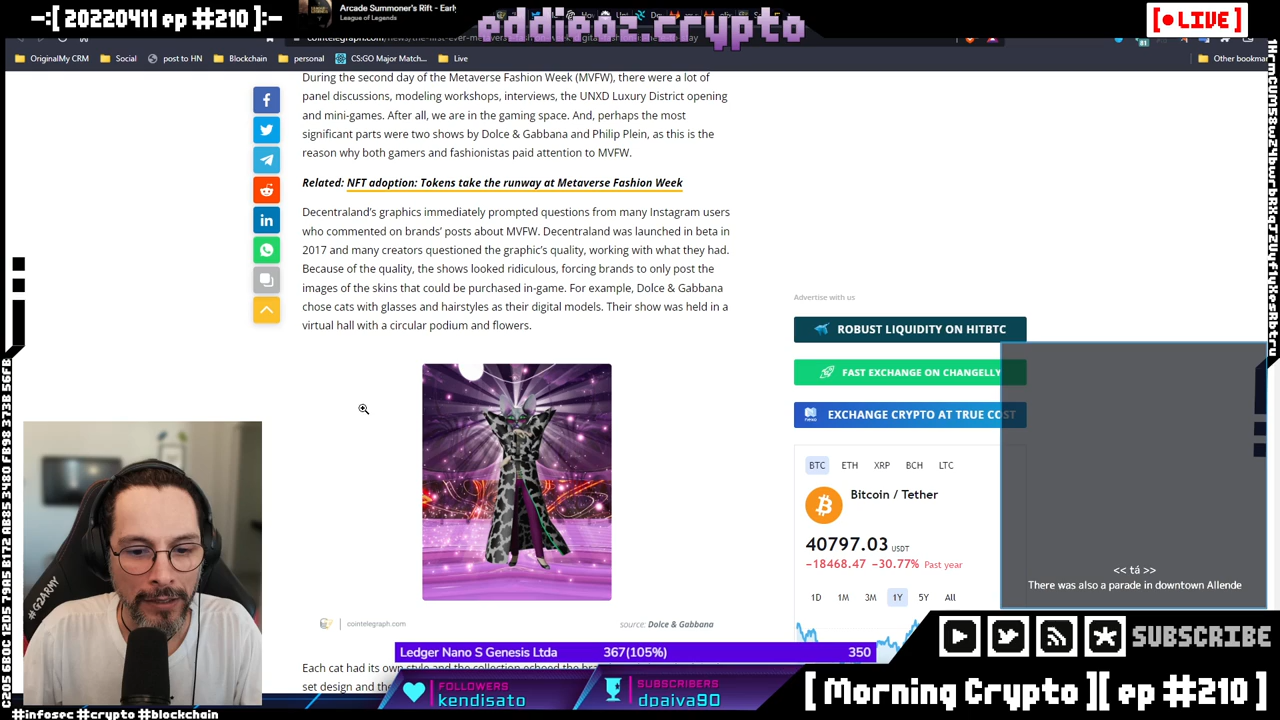 -:[ 20220411 ep #210 ]:-
Arcade Summoner's Rift - Early
League of Legends
eddieoz_crypto
[ • LIVE ]
OriginalMy CRM
Social
post to HN
Blockchain
personal
CS:GO Major Match...
Live
Other bookmar
During the second day of the Metaverse Fashion Week (MVFW), there were a lot of
panel discussions, modeling workshops, interviews, the UNXD Luxury District opening
and mini-games. After all, we are in the gaming space. And, perhaps the most
significant parts were two shows by Dolce & Gabbana and Philip Plein, as this is the
reason why both gamers and fashionistas paid attention to MVFW.
Related: NFT adoption: Tokens take the runway at Metaverse Fashion Week
Decentraland's graphics immediately prompted questions from many Instagram users
who commented on brands' posts about MVFW. Decentraland was launched in beta in
2017 and many creators questioned the graphic's quality, working with what they had.
Because of the quality, the shows looked ridiculous, forcing brands to only post the
images of the skins that could be purchased in-game. For example, Dolce & Gabbana
chose cats with glasses and hairstyles as their digital models. Their show was held in a
virtual hall with a circular podium and flowers.
cointelegraph.com
source: Dolce & Gabbana
Advertise with us
ROBUST LIQUIDITY ON HITBTC
FAST EXCHANGE ON CHANGELLY
nexo
EXCHANGE CRYPTO AT TRUE COST
BTC ETH XRP BCH LTC
Bitcoin / Tether
40797.03 USDT
−18468.47 −30.77% Past year
1D 1M 3M 1Y 5Y All
<< tá >>
There was also a parade in downtown Allende
#G2ARMY
Ledger Nano S Genesis Ltda 367(105%) 350
Each cat had its own style and the collection echoed the
set design and the
FOLLOWERS
kendisato
SUBSCRIBERS
dpaiva90
SUBSCRIBE
[ Morning Crypto ][ ep #210 ]
#infosec #crypto #blockchain